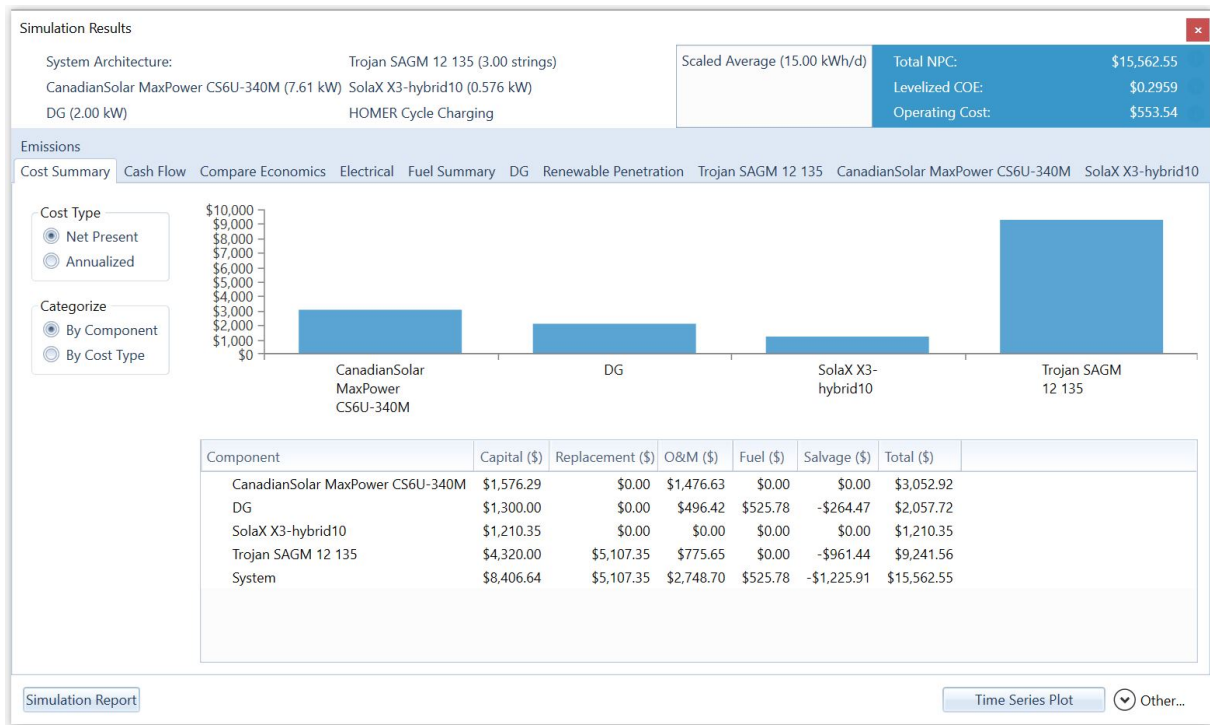 Simulation Results
System Architecture: Trojan SAGM 12 135 (3.00 strings) Scaled Average (15.00 kWh/d) Total NPC: $15,562.55
CanadianSolar MaxPower CS6U-340M (7.61 kW) SolaX X3-hybrid10 (0.576 kW) Levelized COE: $0.2959
DG (2.00 kW) HOMER Cycle Charging Operating Cost: $553.54
Emissions
Cost Summary Cash Flow Compare Economics Electrical Fuel Summary DG Renewable Penetration Trojan SAGM 12 135 CanadianSolar MaxPower CS6U-340M SolaX X3-hybrid10
Cost Type
Net Present
Annualized
Categorize
By Component
By Cost Type
$10,000
$9,000
$8,000
$7,000
$6,000
$5,000
$4,000
$3,000
$2,000
$1,000
$0
CanadianSolar MaxPower CS6U-340M
DG
SolaX X3-hybrid10
Trojan SAGM 12 135
Component Capital ($) Replacement ($) O&M ($) Fuel ($) Salvage ($) Total ($)
CanadianSolar MaxPower CS6U-340M $1,576.29 $0.00 $1,476.63 $0.00 $0.00 $3,052.92
DG $1,300.00 $0.00 $496.42 $525.78 -$264.47 $2,057.72
SolaX X3-hybrid10 $1,210.35 $0.00 $0.00 $0.00 $0.00 $1,210.35
Trojan SAGM 12 135 $4,320.00 $5,107.35 $775.65 $0.00 -$961.44 $9,241.56
System $8,406.64 $5,107.35 $2,748.70 $525.78 -$1,225.91 $15,562.55
Simulation Report Time Series Plot Other...